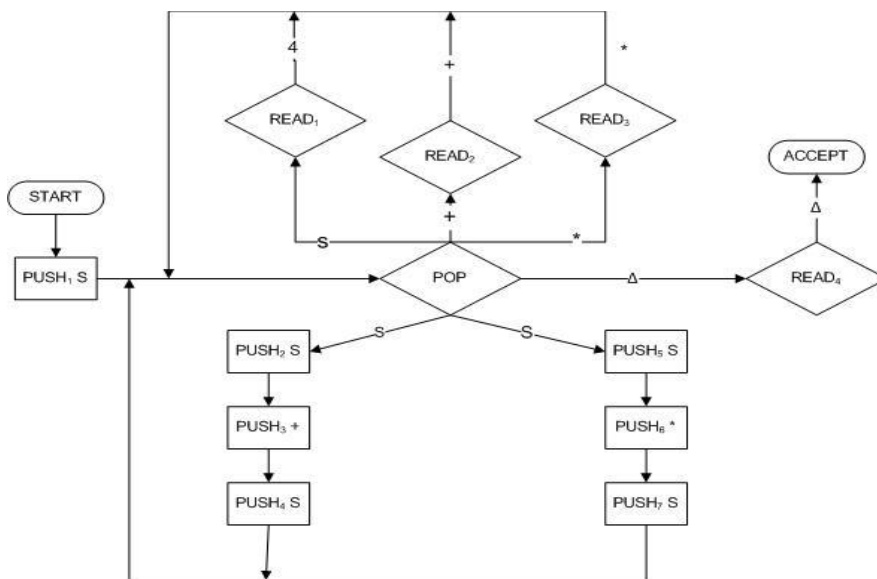 4
+
*
READ₁
READ₂
READ₃
ACCEPT
START
+
Δ
S
*
PUSH₁ S
POP
Δ
READ₄
S
S
PUSH₂ S
PUSH₅ S
PUSH₃ +
PUSH₆ *
PUSH₄ S
PUSH₇ S